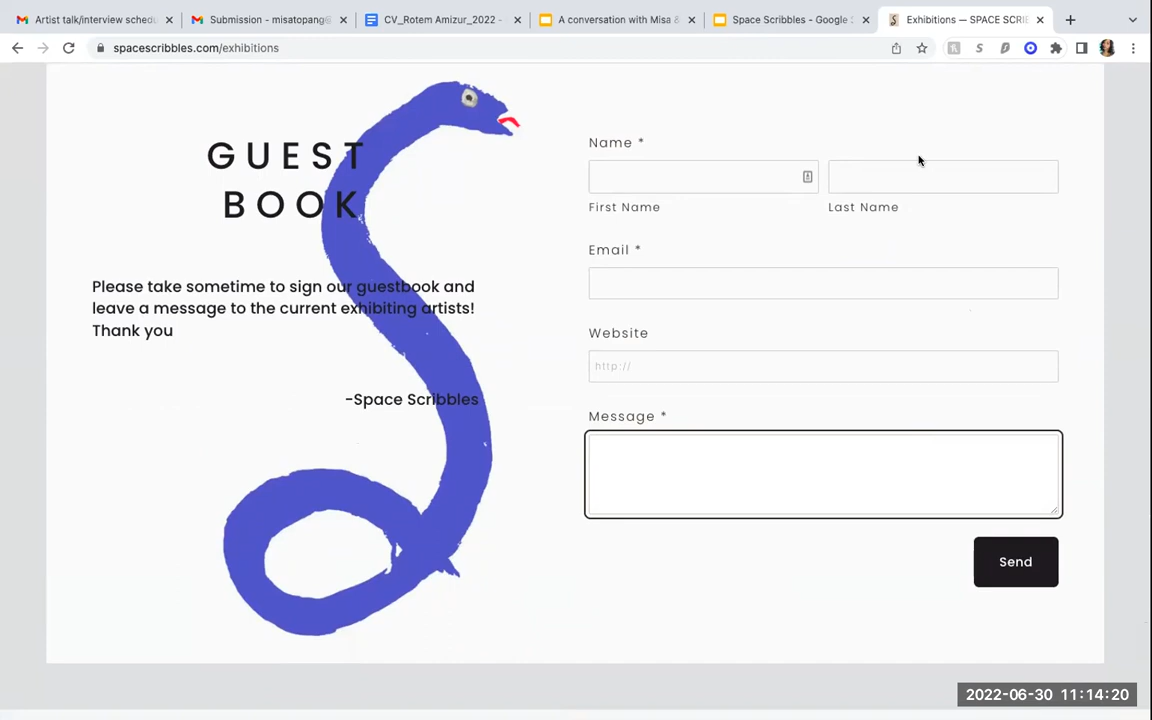 Artist talk/interview schedu
Submission - misatopang@
CV_Rotem Amizur_2022 -
A conversation with Misa &
Space Scribbles - Google S
Exhibitions — SPACE SCRIE
spacescribbles.com/exhibitions
GUEST
BOOK
Please take sometime to sign our guestbook and
leave a message to the current exhibiting artists!
Thank you
-Space Scribbles
Name *
First Name
Last Name
Email *
Website
http://
Message *
Send
2022-06-30 11:14:20